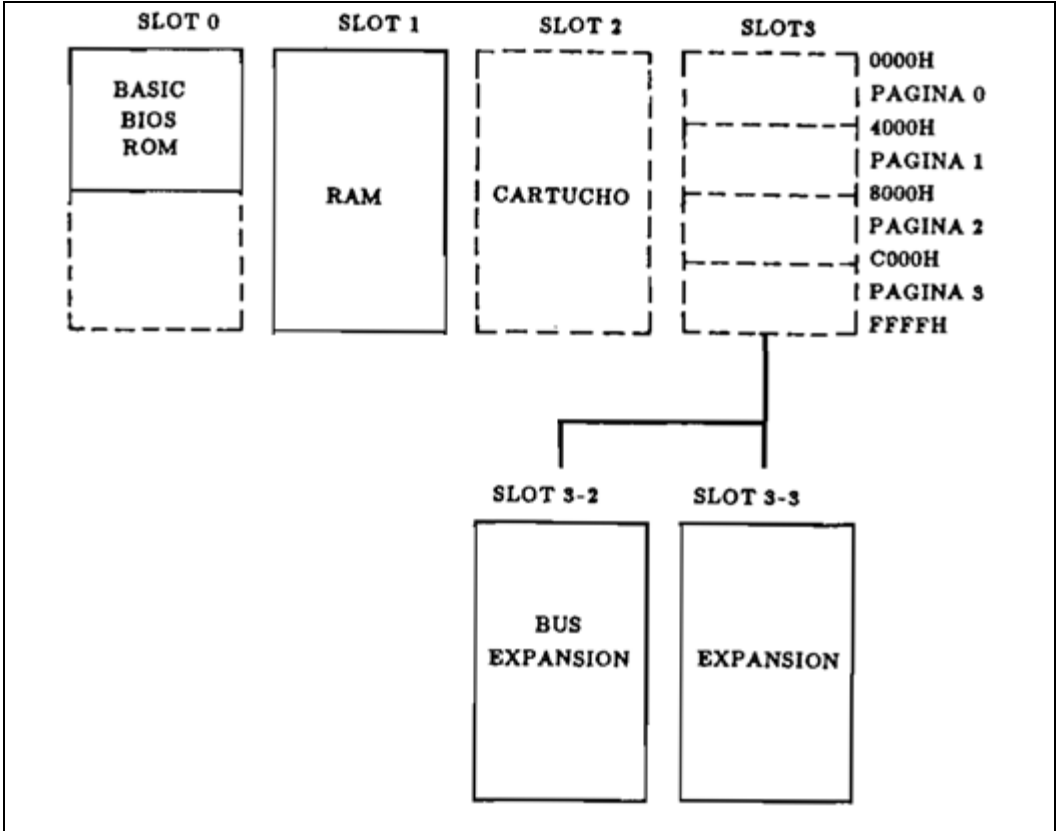 SLOT 0
SLOT 1
SLOT 2
SLOT3
BASIC
BIOS
ROM
RAM
CARTUCHO
0000H
PAGINA 0
4000H
PAGINA 1
8000H
PAGINA 2
C000H
PAGINA 3
FFFFH
SLOT 3-2
SLOT 3-3
BUS
EXPANSION
EXPANSION